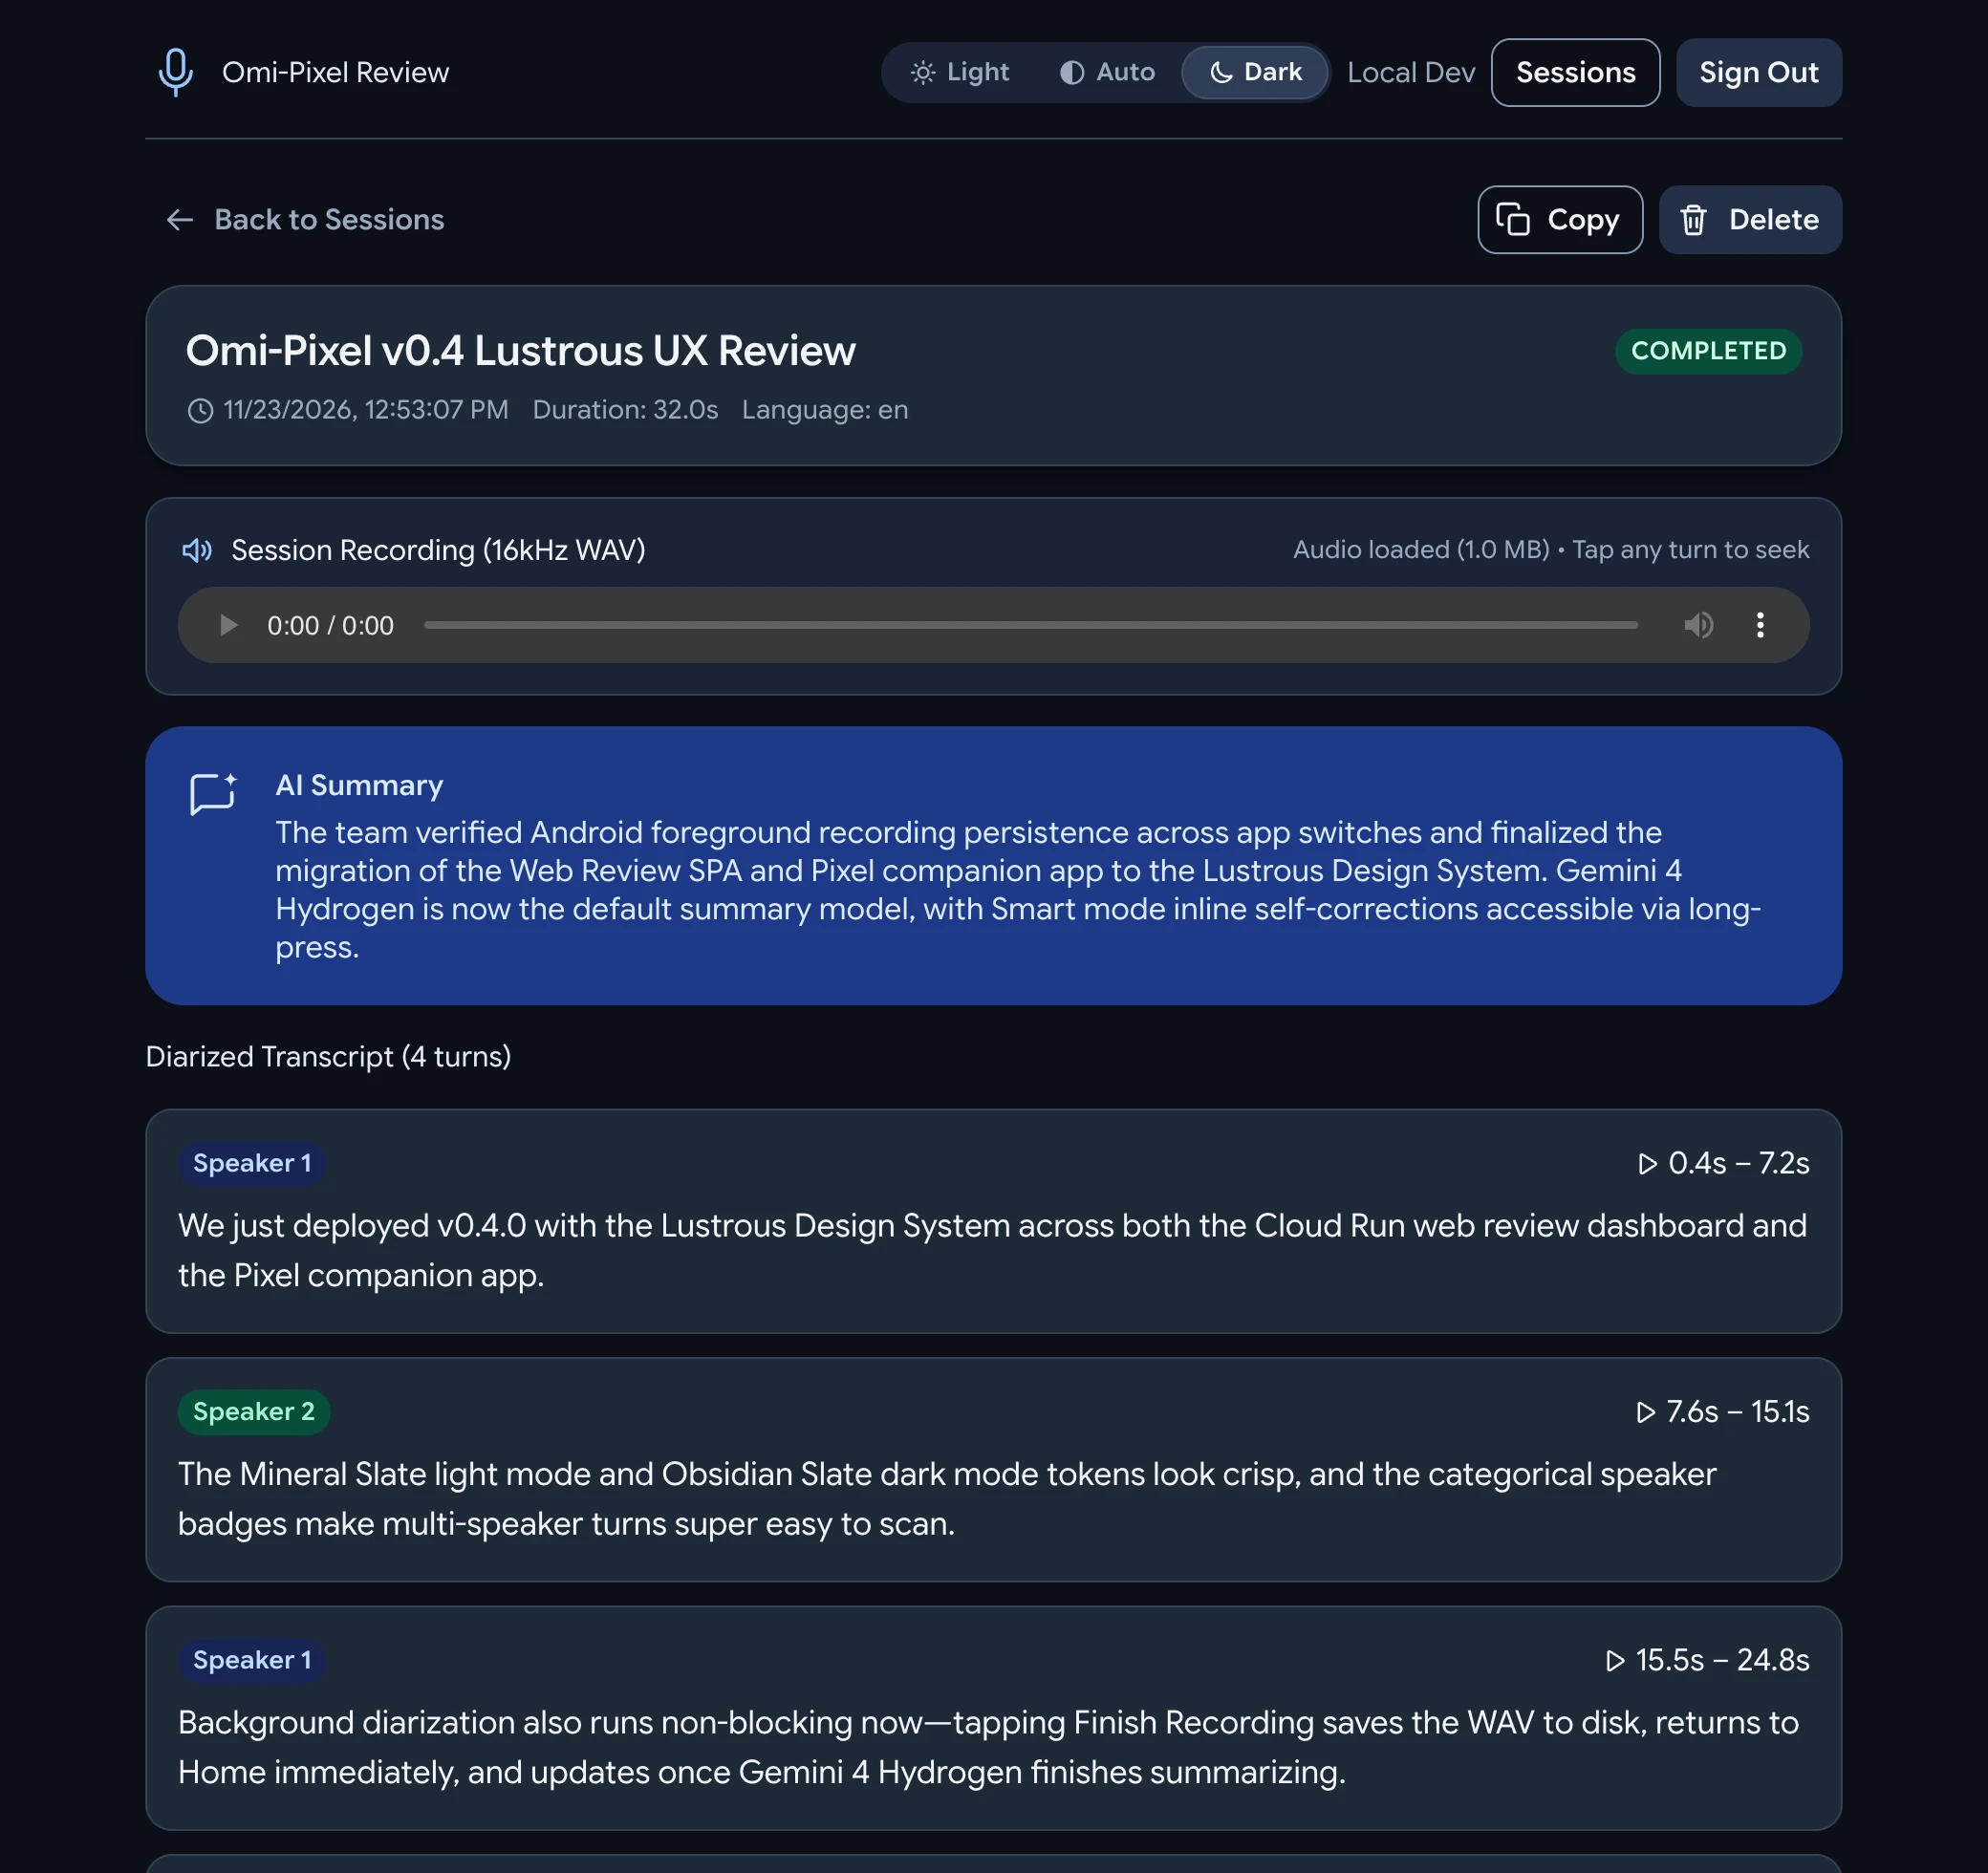 Omi-Pixel Review
Light
Auto
Dark
Local Dev
Sessions
Sign Out
Back to Sessions
Copy
Delete
Omi-Pixel v0.4 Lustrous UX Review
COMPLETED
11/23/2026, 12:53:07 PM Duration: 32.0s Language: en
Session Recording (16kHz WAV)
Audio loaded (1.0 MB) • Tap any turn to seek
0:00 / 0:00
AI Summary
The team verified Android foreground recording persistence across app switches and finalized the
migration of the Web Review SPA and Pixel companion app to the Lustrous Design System. Gemini 4
Hydrogen is now the default summary model, with Smart mode inline self-corrections accessible via long-
press.
Diarized Transcript (4 turns)
Speaker 1
0.4s – 7.2s
We just deployed v0.4.0 with the Lustrous Design System across both the Cloud Run web review dashboard and
the Pixel companion app.
Speaker 2
7.6s – 15.1s
The Mineral Slate light mode and Obsidian Slate dark mode tokens look crisp, and the categorical speaker
badges make multi-speaker turns super easy to scan.
Speaker 1
15.5s – 24.8s
Background diarization also runs non-blocking now—tapping Finish Recording saves the WAV to disk, returns to
Home immediately, and updates once Gemini 4 Hydrogen finishes summarizing.